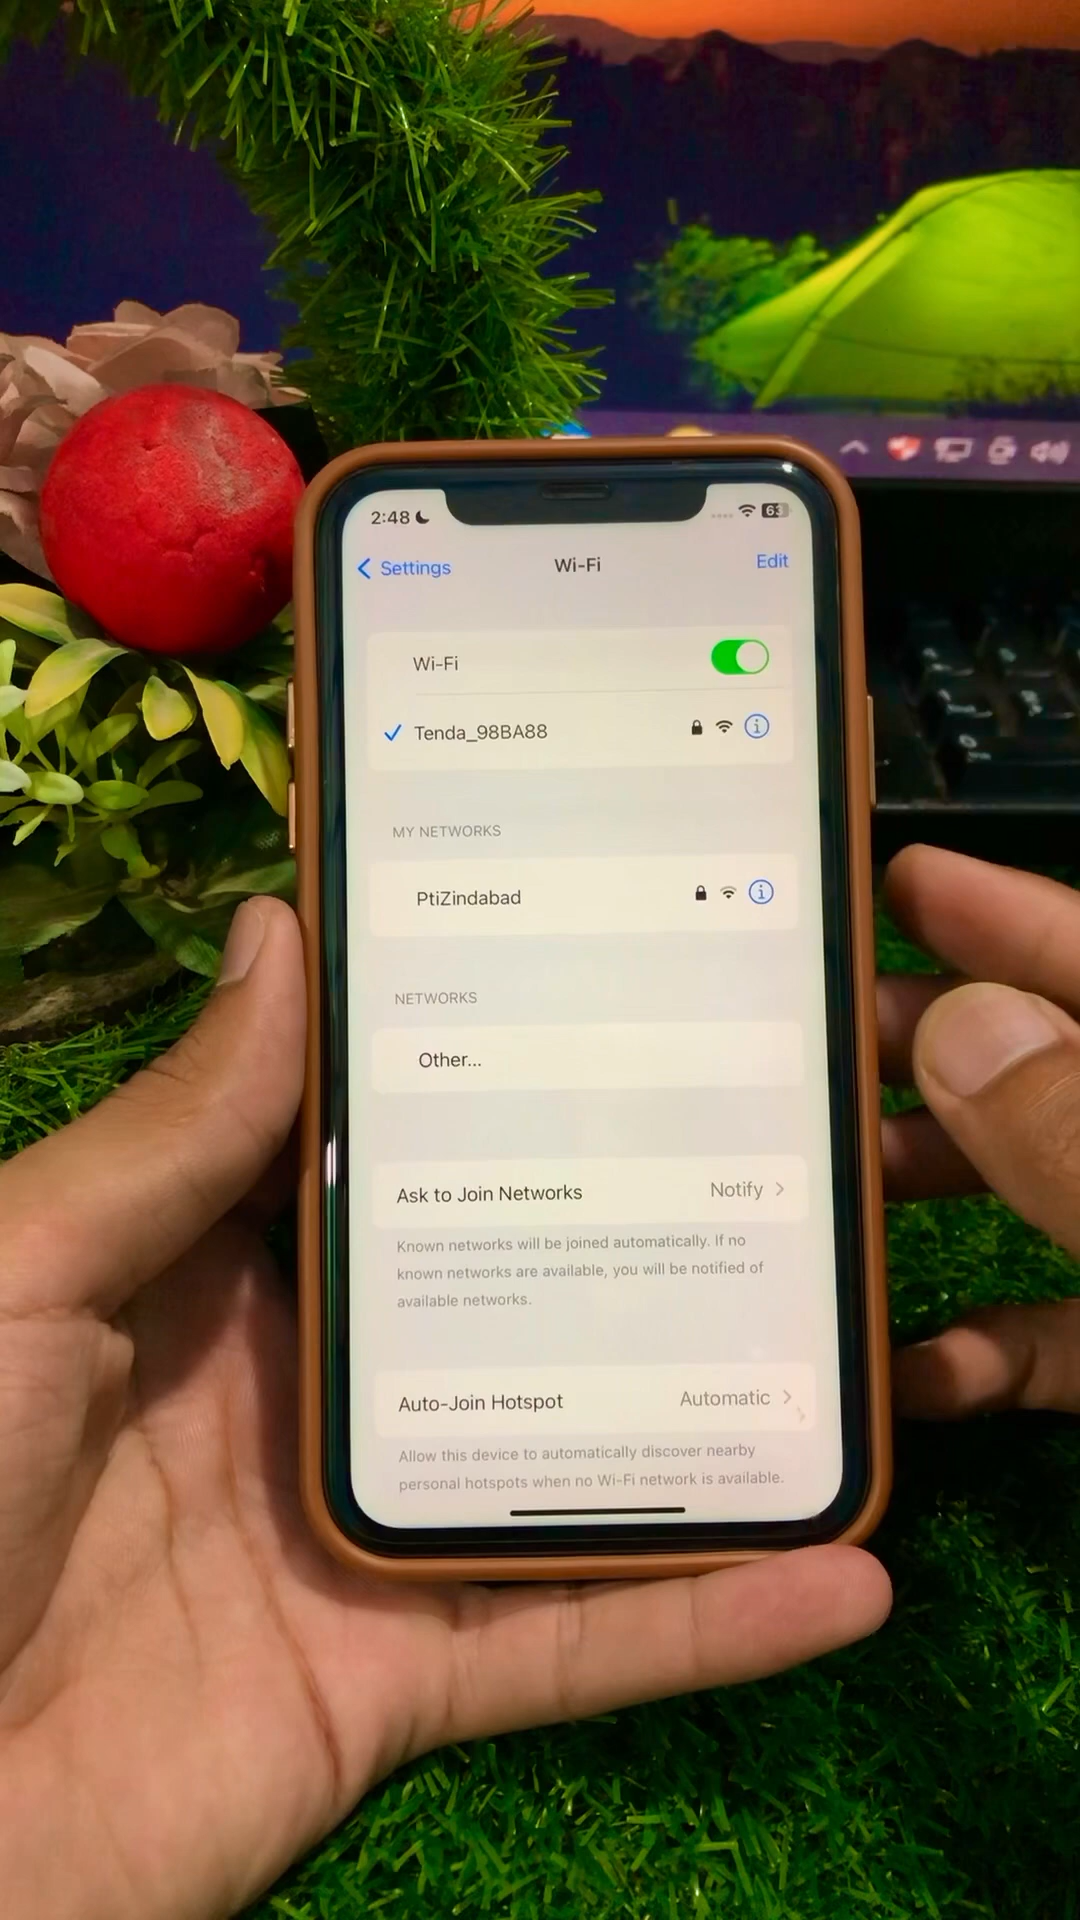 2:48
63
Settings
Wi-Fi
Edit
Wi-Fi
Tenda_98BA88
MY NETWORKS
PtiZindabad
NETWORKS
Other...
Ask to Join Networks
Notify
Known networks will be joined automatically. If no
known networks are available, you will be notified of
available networks.
Auto-Join Hotspot
Automatic
Allow this device to automatically discover nearby
personal hotspots when no Wi-Fi network is available.